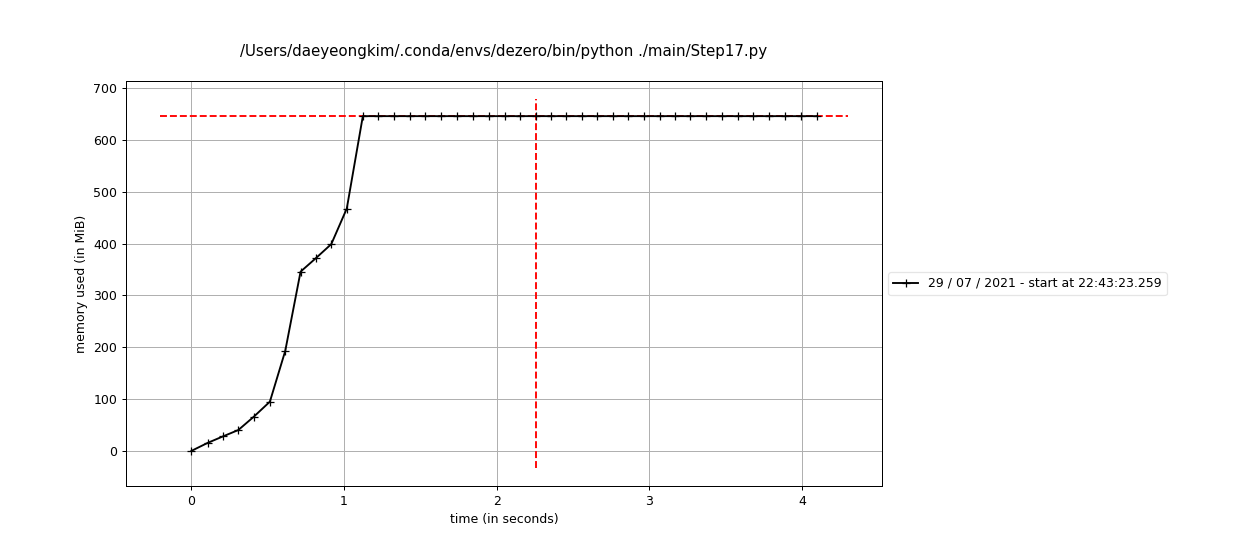 /Users/daeyeongkim/.conda/envs/dezero/bin/python ./main/Step17.py
700
600
500
400
300
200
100
0
memory used (in MiB)
0 1 2 3 4
time (in seconds)
29 / 07 / 2021 - start at 22:43:23.259